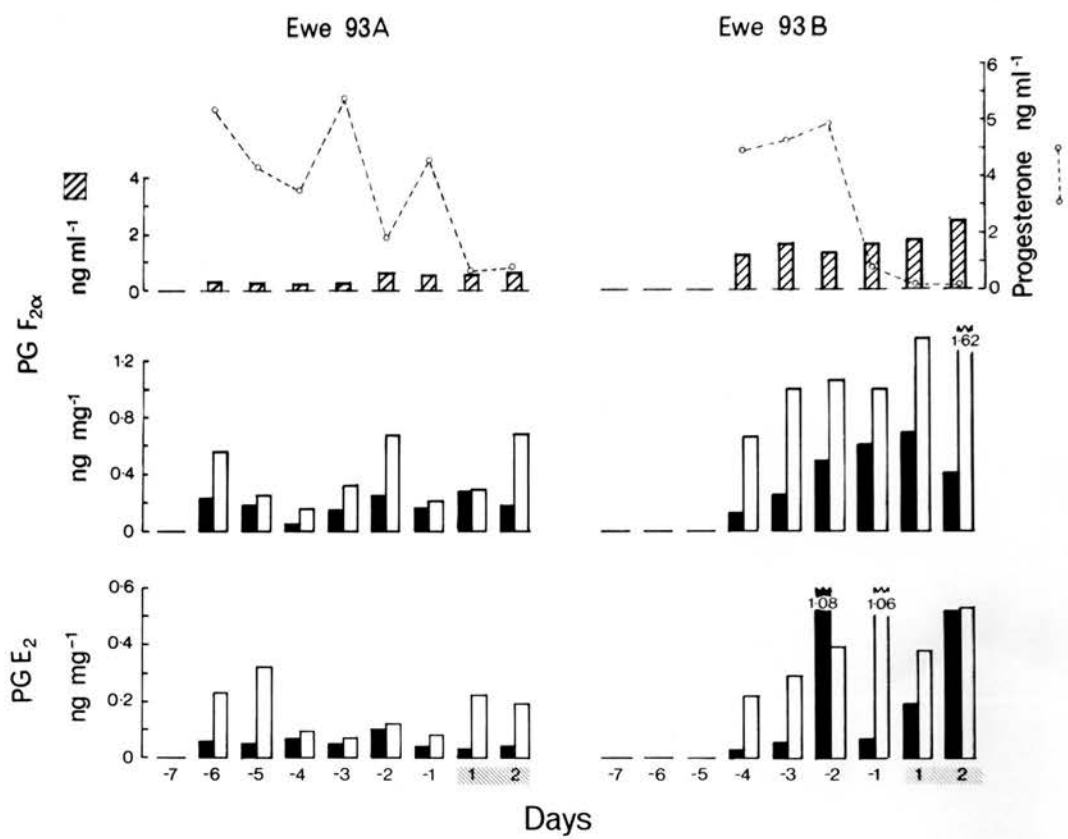 Ewe 93A
Ewe 93B
PG F₂α
ng ml⁻¹
4
2
0
6
5
4
2
1
0
Progesterone ng ml⁻¹
ng mg⁻¹
1·2
0·8
0·4
0
1·62
PG E₂
ng mg⁻¹
0·6
0·4
0·2
0
1·08
1·06
-7 -6 -5 -4 -3 -2 -1 1 2
-7 -6 -5 -4 -3 -2 -1 1 2
Days